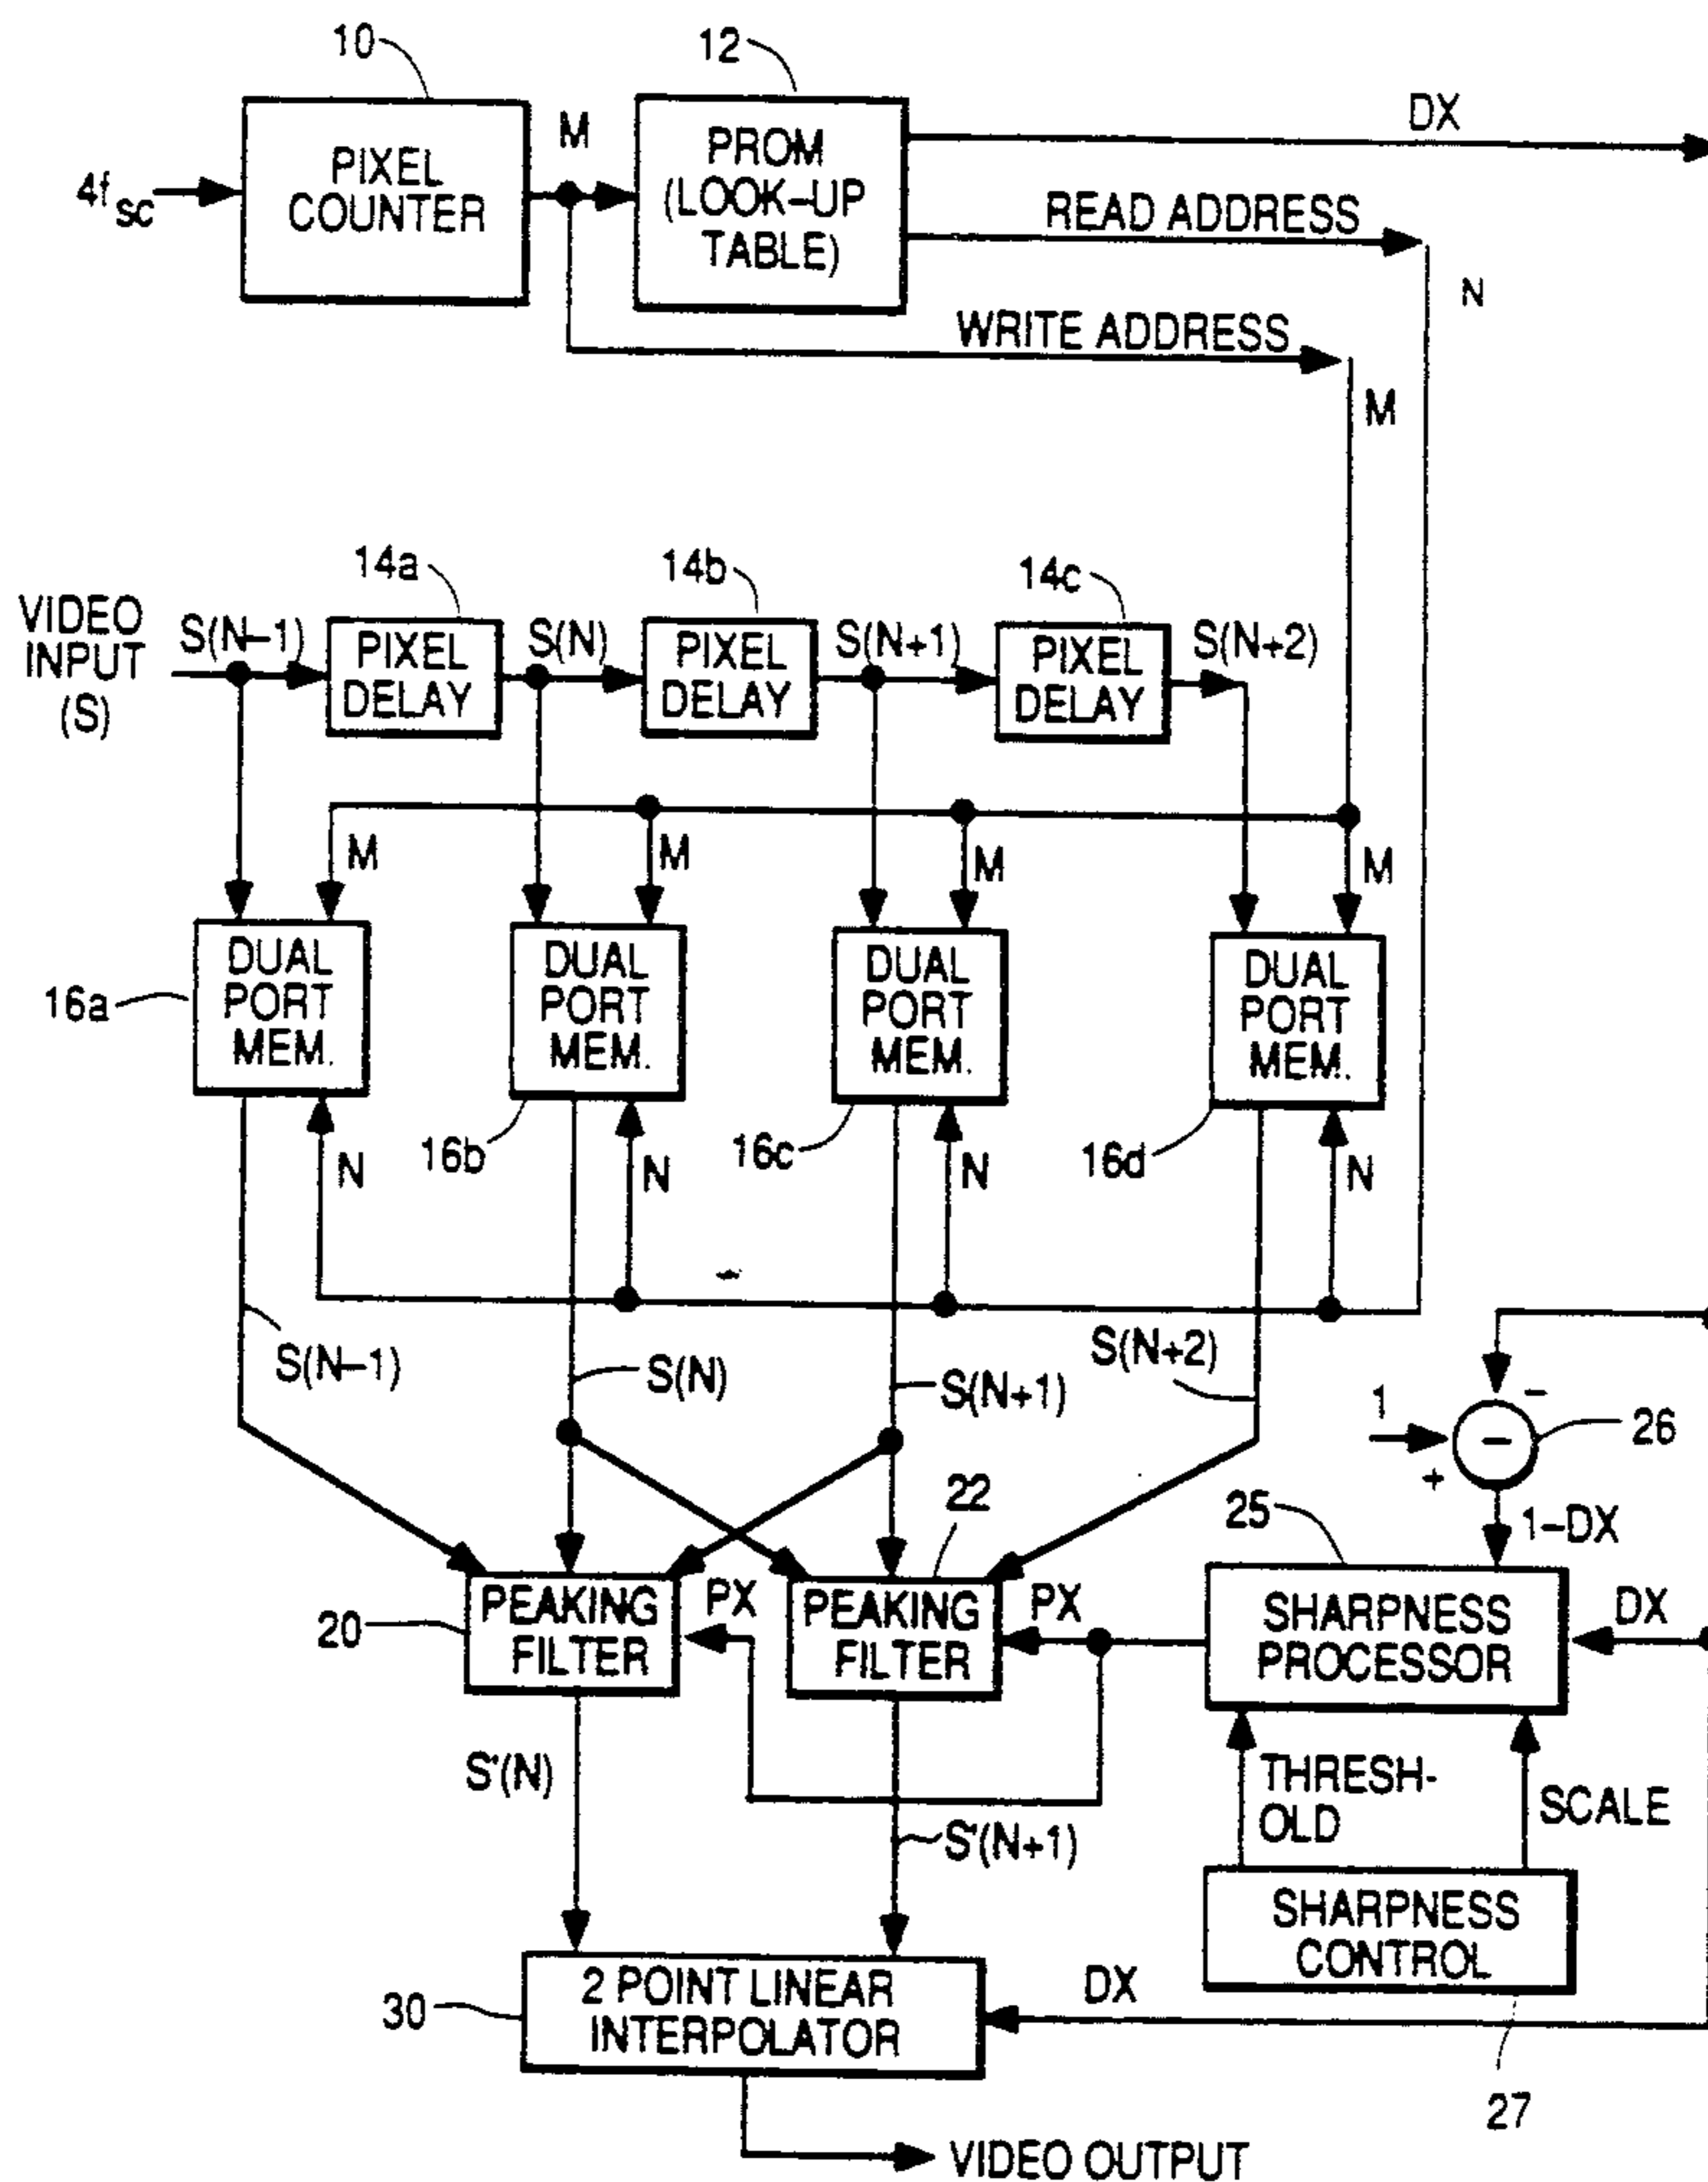 10
12
4f sc
PIXEL
COUNTER
M
PROM
(LOOK-UP
TABLE)
DX
READ ADDRESS
N
WRITE ADDRESS
M
VIDEO
INPUT
(S)
S(N-1)
14a
PIXEL
DELAY
S(N)
14b
PIXEL
DELAY
S(N+1)
14c
PIXEL
DELAY
S(N+2)
M
M
M
M
16a
DUAL
PORT
MEM.
DUAL
PORT
MEM.
DUAL
PORT
MEM.
DUAL
PORT
MEM.
N
16b
N
16c
N
16d
N
S(N-1)
S(N)
S(N+1)
S(N+2)
1
-
+
-
26
1-DX
20
PEAKING
FILTER
PX
22
PEAKING
FILTER
PX
25
SHARPNESS
PROCESSOR
DX
S'(N)
S'(N+1)
THRESH-
OLD
SCALE
SHARPNESS
CONTROL
27
30
2 POINT LINEAR
INTERPOLATOR
DX
VIDEO OUTPUT